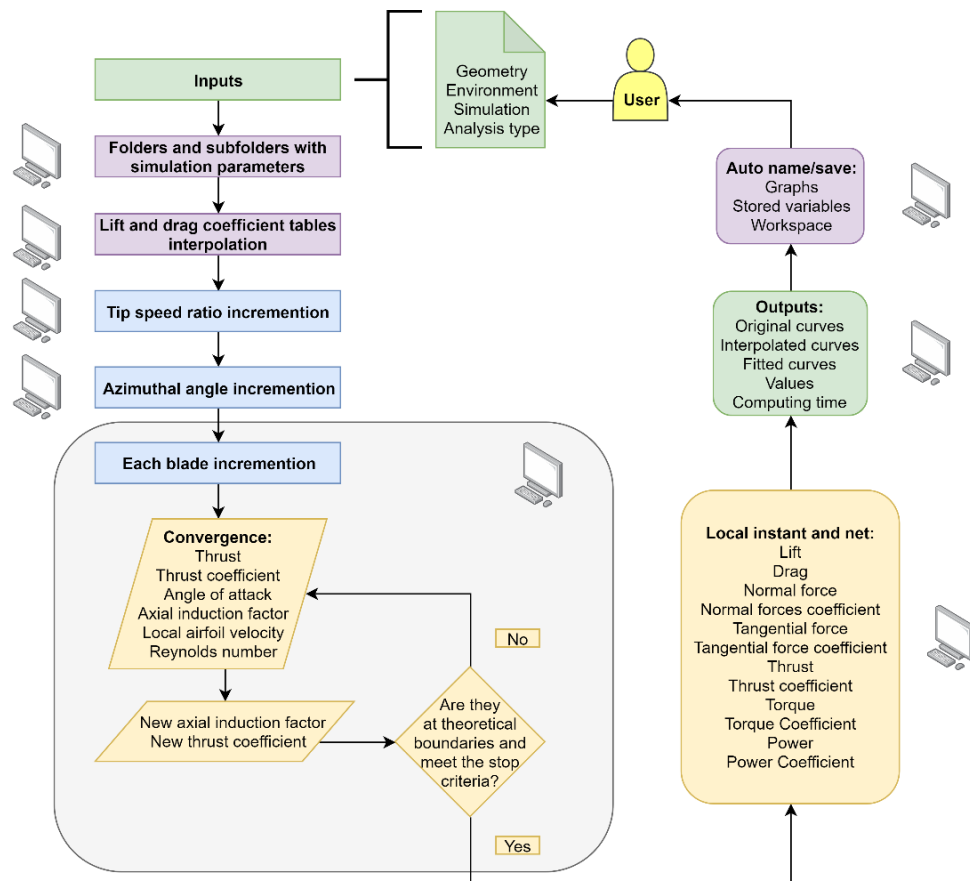 Inputs
Geometry
Environment
Simulation
Analysis type
User
Folders and subfolders with
simulation parameters
Lift and drag coefficient tables
interpolation
Tip speed ratio incremention
Azimuthal angle incremention
Each blade incremention
Convergence:
Thrust
Thrust coefficient
Angle of attack
Axial induction factor
Local airfoil velocity
Reynolds number
New axial induction factor
New thrust coefficient
Are they
at theoretical
boundaries and
meet the stop
criteria?
No
Yes
Local instant and net:
Lift
Drag
Normal force
Normal forces coefficient
Tangential force
Tangential force coefficient
Thrust
Thrust coefficient
Torque
Torque Coefficient
Power
Power Coefficient
Outputs:
Original curves
Interpolated curves
Fitted curves
Values
Computing time
Auto name/save:
Graphs
Stored variables
Workspace